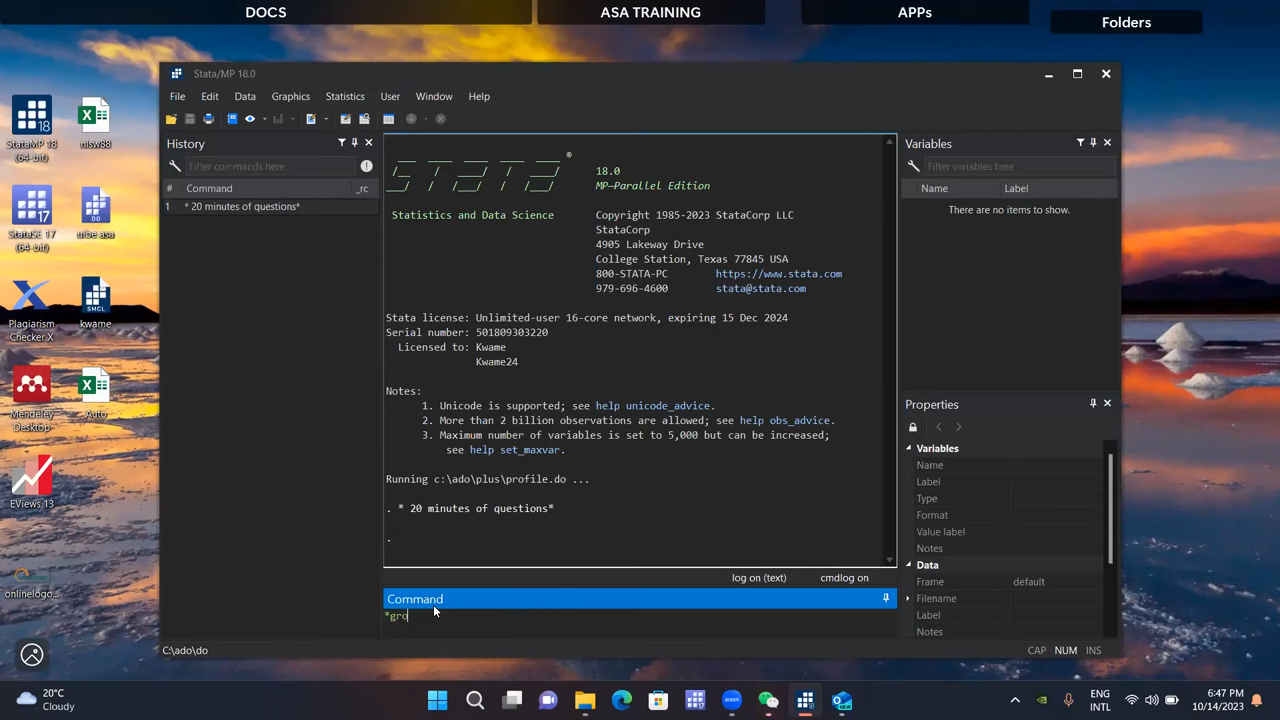 DOCS
ASA TRAINING
APPs
Folders
Stata/MP 18.0
File Edit Data Graphics Statistics User Window Help
History
Filter commands here
# Command _rc
1 * 20 minutes of questions*
18.0
MP—Parallel Edition
Statistics and Data Science
Copyright 1985-2023 StataCorp LLC
StataCorp
4905 Lakeway Drive
College Station, Texas 77845 USA
800-STATA-PC https://www.stata.com
979-696-4600 stata@stata.com
Stata license: Unlimited-user 16-core network, expiring 15 Dec 2024
Serial number: 501809303220
Licensed to: Kwame
Kwame24
Notes:
1. Unicode is supported; see help unicode_advice.
2. More than 2 billion observations are allowed; see help obs_advice.
3. Maximum number of variables is set to 5,000 but can be increased;
see help set_maxvar.
Running c:\ado\plus\profile.do ...
. * 20 minutes of questions*
.
log on (text) cmdlog on
Command
*gro
Variables
Filter variables here
Name Label
There are no items to show.
Properties
Variables
Name
Label
Type
Format
Value label
Notes
Data
Frame default
Filename
Label
Notes
C:\ado\do
CAP NUM INS
StataMP 18
(64-bit)
nlsw88
StataSE 17
(64-bit)
uibe asa
Plagiarism
Checker X
kwame
Mendeley
Desktop
Auto
EViews 13
onlinelogo...
20°C
Cloudy
ENG
INTL
6:47 PM
10/14/2023